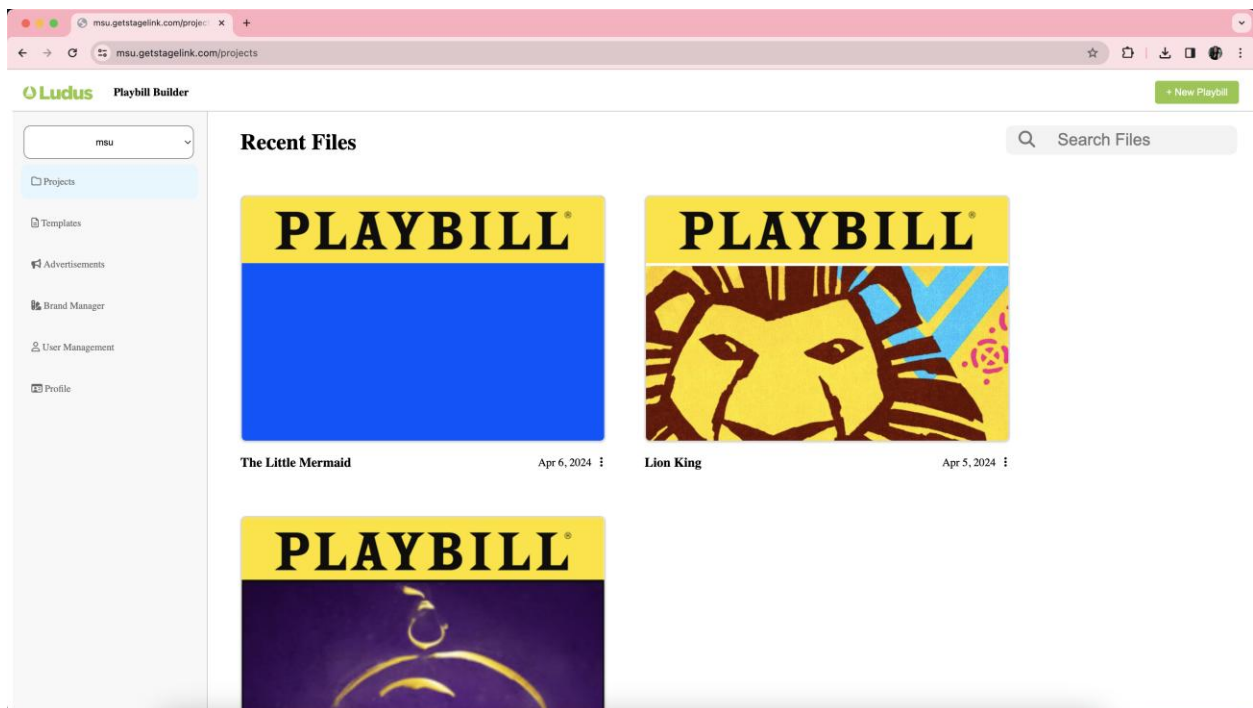 msu.getstagelink.com/projec
msu.getstagelink.com/projects
Ludus Playbill Builder
+ New Playbill
msu
Projects
Templates
Advertisements
Brand Manager
User Management
Profile
Recent Files
Search Files
PLAYBILL®
The Little Mermaid Apr 6, 2024
PLAYBILL®
Lion King Apr 5, 2024
PLAYBILL®